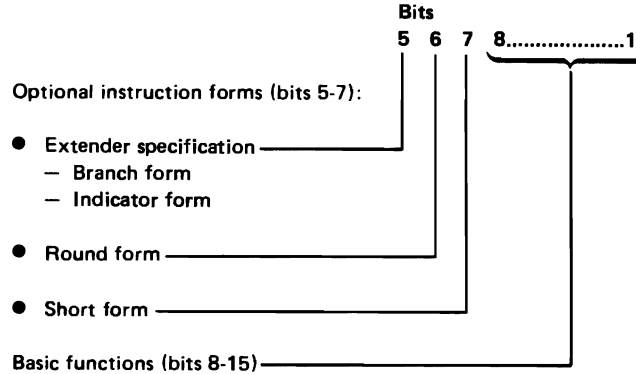 Bits
5 6 7 8.....................1
Optional instruction forms (bits 5-7):
● Extender specification
— Branch form
— Indicator form
● Round form
● Short form
Basic functions (bits 8-15)